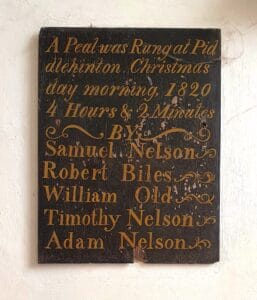 A Peal was Rung at Pid
dlehinton. Christmas
day morning, 1820
4 Hours & 2 Minutes
BY
Samuel Nelson
Robert Biles
William Old
Timothy Nelson
Adam Nelson